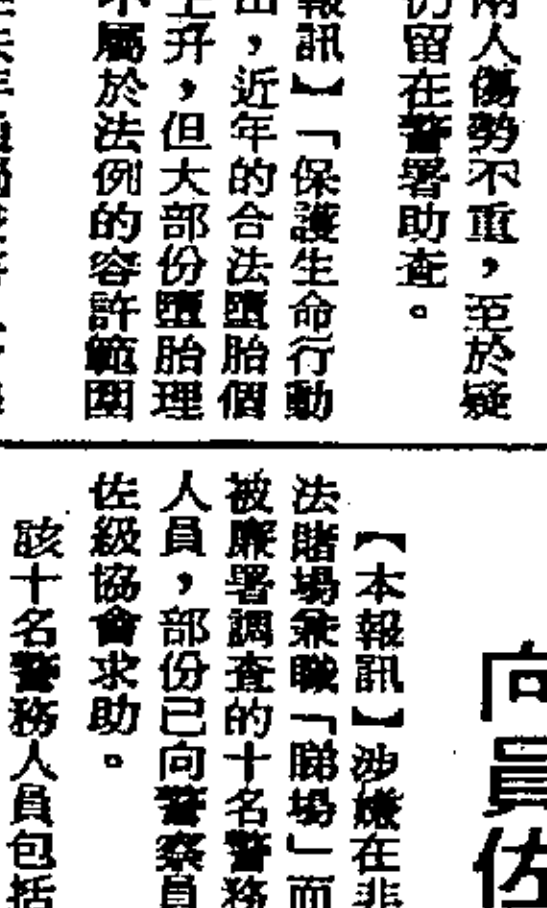 兩人傷勢不重，至於疑
仍留在警署助查。
報訊】「保護生命行動
出，近年的合法墮胎個
上升，但大部份墮胎理
不屬於法例的容許範圍
向員佐
【本報訊】涉嫌在非
法賭場兼職「睇場」而
被廉署調查的十名警務
人員，部份已向警察員
佐級協會求助。
該十名警務人員包括